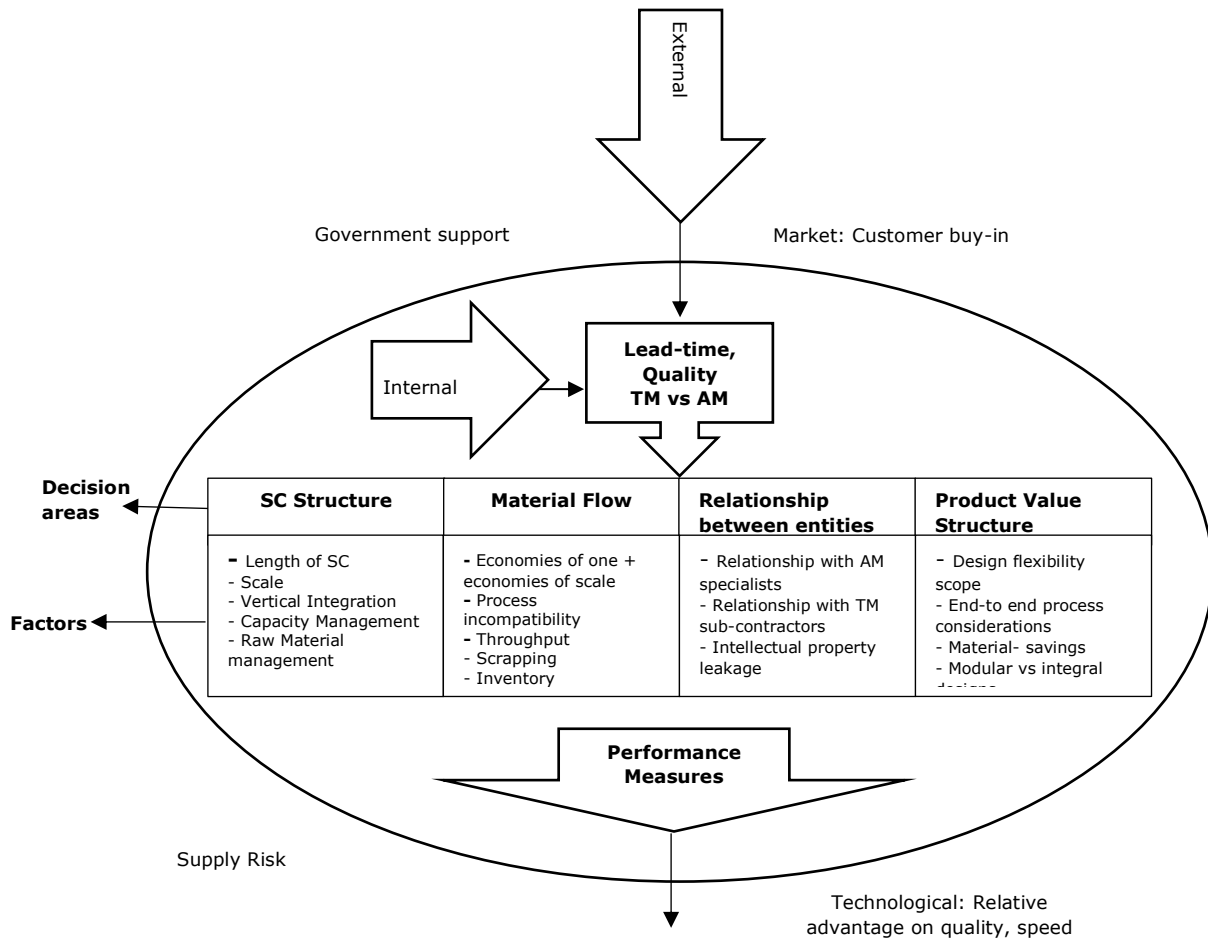 External
Government support
Market: Customer buy-in
Lead-time,
Quality
TM vs AM
Internal
Decision
areas
SC Structure
Material Flow
Relationship
between entities
Product Value
Structure
Factors
- Length of SC
- Scale
- Vertical Integration
- Capacity Management
- Raw Material
management
- Economies of one +
economies of scale
- Process
incompatibility
- Throughput
- Scrapping
- Inventory
- Relationship with AM
specialists
- Relationship with TM
sub-contractors
- Intellectual property
leakage
- Design flexibility
scope
- End-to end process
considerations
- Material- savings
- Modular vs integral
Performance
Measures
Supply Risk
Technological: Relative
advantage on quality, speed